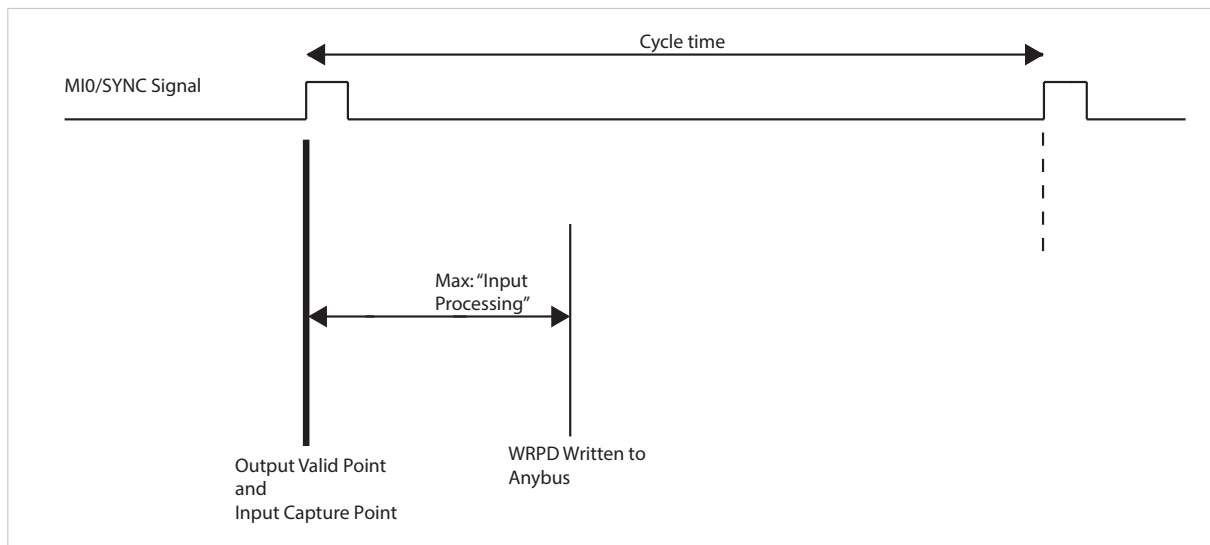 Cycle time
MI0/SYNC Signal
Max: “Input
Processing”
Output Valid Point
and
Input Capture Point
WRPD Written to
Anybus